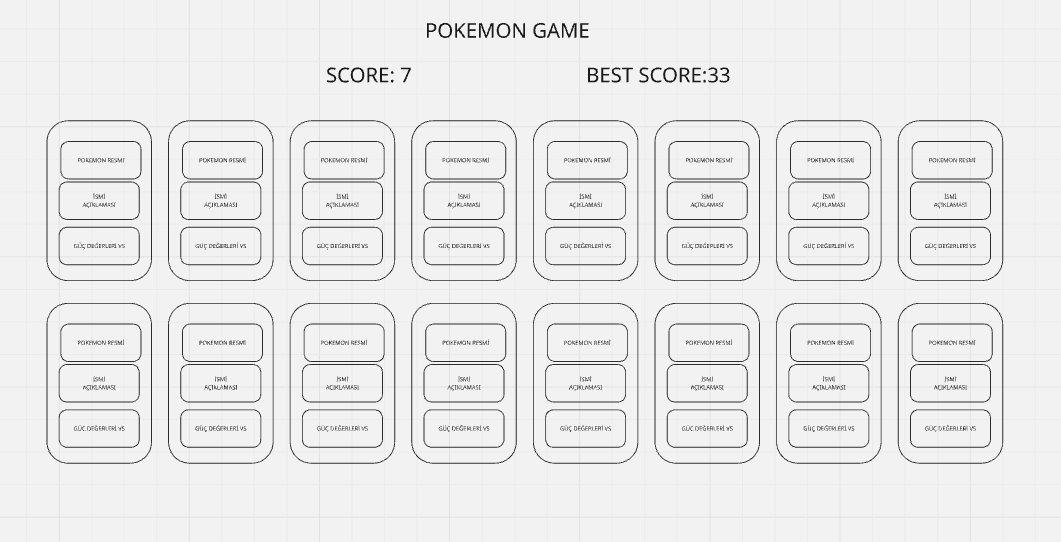 POKEMON GAME
SCORE: 7 BEST SCORE:33
POKEMON RESMİ POKEMON RESMİ POKEMON RESMİ POKEMON RESMİ POKEMON RESMİ POKEMON RESMİ POKEMON RESMİ POKEMON RESMİ
İSMİ İSMİ İSMİ İSMİ İSMİ İSMİ İSMİ İSMİ
AÇIKLAMASI AÇIKLAMASI AÇIKLAMASI AÇIKLAMASI AÇIKLAMASI AÇIKLAMASI AÇIKLAMASI AÇIKLAMASI
GÜÇ DEĞERLERİ VS GÜÇ DEĞERLERİ VS GÜÇ DEĞERLERİ VS GÜÇ DEĞERLERİ VS GÜÇ DEĞERLERİ VS GÜÇ DEĞERLERİ VS GÜÇ DEĞERLERİ VS GÜÇ DEĞERLERİ VS
POKEMON RESMİ POKEMON RESMİ POKEMON RESMİ POKEMON RESMİ POKEMON RESMİ POKEMON RESMİ POKEMON RESMİ POKEMON RESMİ
İSMİ İSMİ İSMİ İSMİ İSMİ İSMİ İSMİ İSMİ
AÇIKLAMASI AÇIKLAMASI AÇIKLAMASI AÇIKLAMASI AÇIKLAMASI AÇIKLAMASI AÇIKLAMASI AÇIKLAMASI
GÜÇ DEĞERLERİ VS GÜÇ DEĞERLERİ VS GÜÇ DEĞERLERİ VS GÜÇ DEĞERLERİ VS GÜÇ DEĞERLERİ VS GÜÇ DEĞERLERİ VS GÜÇ DEĞERLERİ VS GÜÇ DEĞERLERİ VS